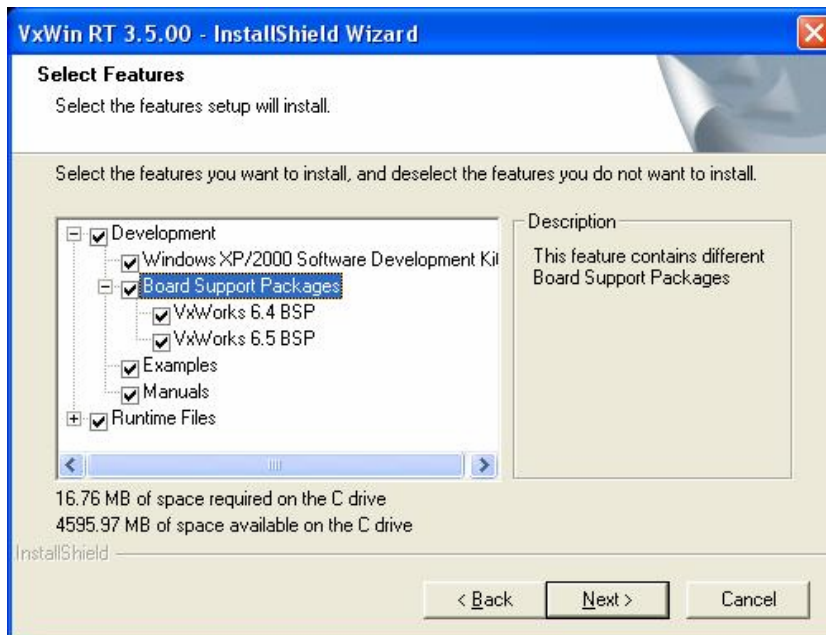 VxWin RT 3.5.00 - InstallShield Wizard
Select Features
Select the features setup will install.
Select the features you want to install, and deselect the features you do not want to install.
Development
Windows XP/2000 Software Development Kit
Board Support Packages
VxWorks 6.4 BSP
VxWorks 6.5 BSP
Examples
Manuals
Runtime Files
Description
This feature contains different
Board Support Packages
16.76 MB of space required on the C drive
4595.97 MB of space available on the C drive
InstallShield
< Back
Next >
Cancel